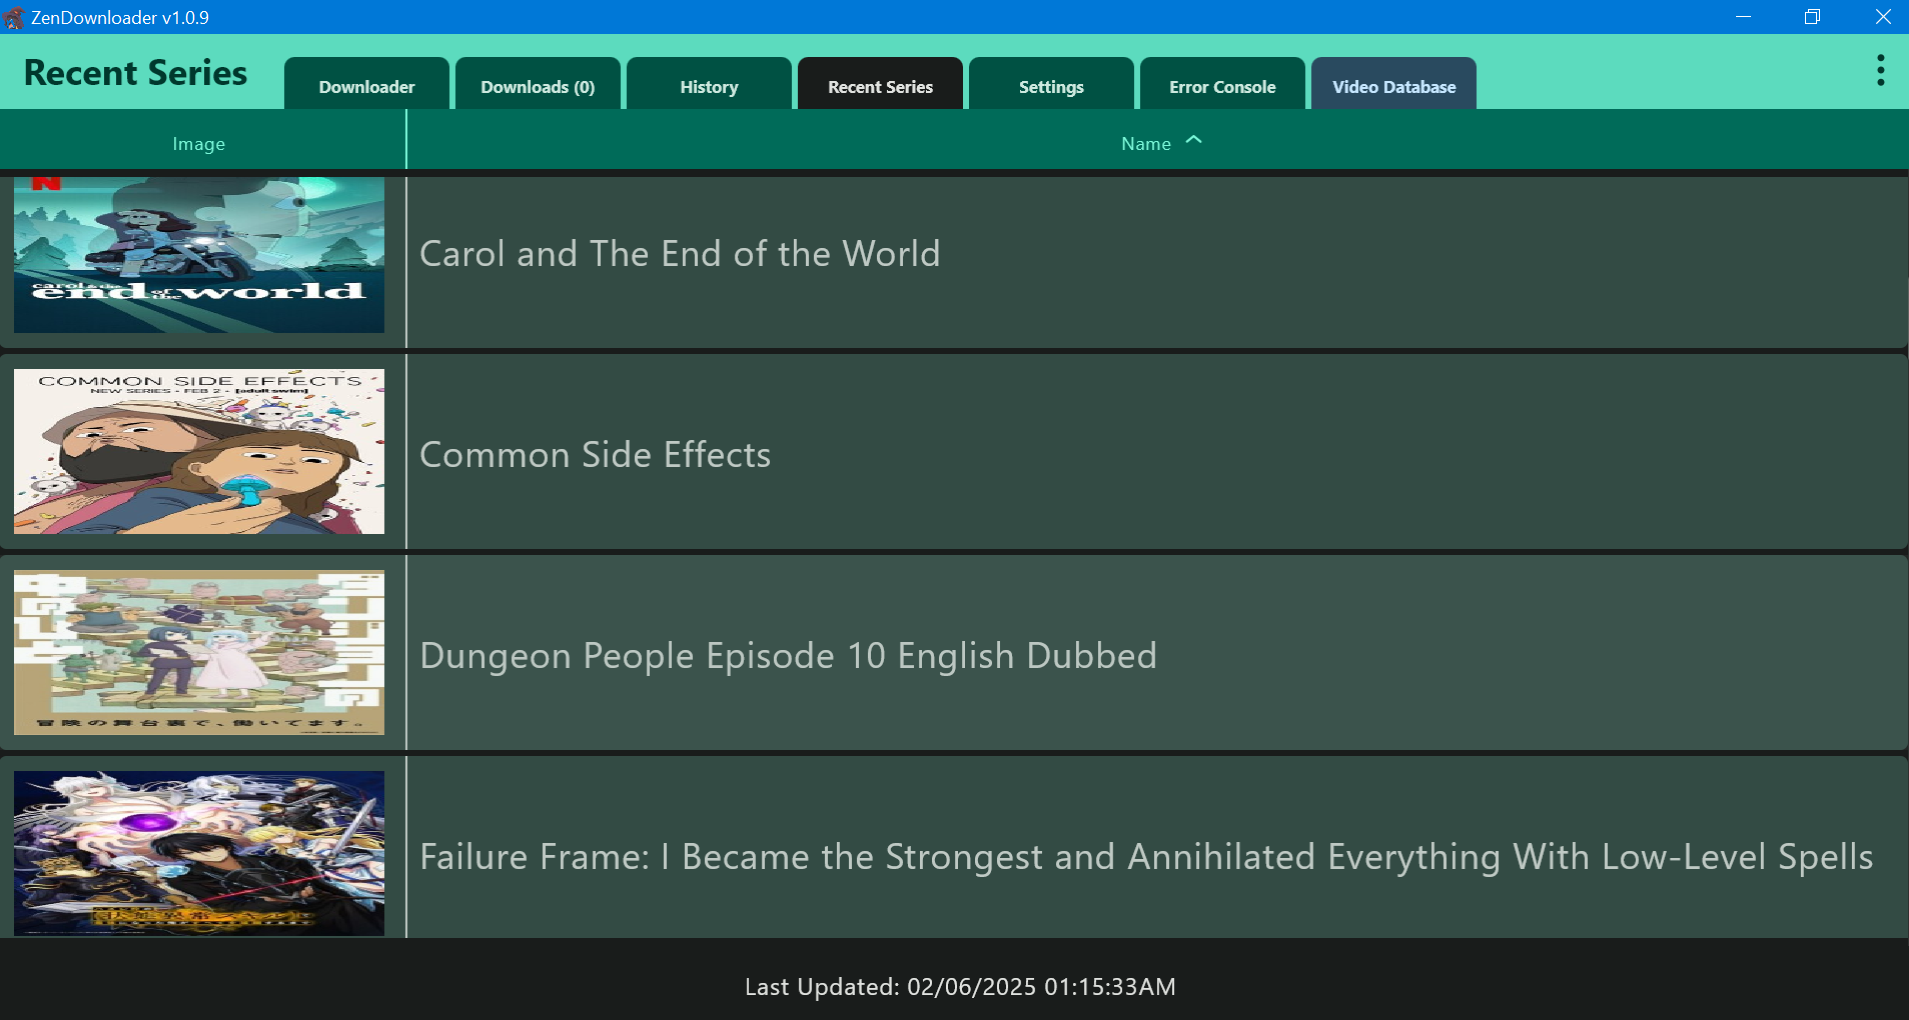 ZenDownloader v1.0.9
Recent Series
Downloader
Downloads (0)
History
Recent Series
Settings
Error Console
Video Database
Image
Name
N
carol & the
end of the world
Carol and The End of the World
COMMON SIDE EFFECTS
NEW SERIES • FEB 2 • [adult swim]
Common Side Effects
冒険の舞台裏で、働いてます。
Dungeon People Episode 10 English Dubbed
Failure Frame: I Became the Strongest and Annihilated Everything With Low-Level Spells
Last Updated: 02/06/2025 01:15:33AM